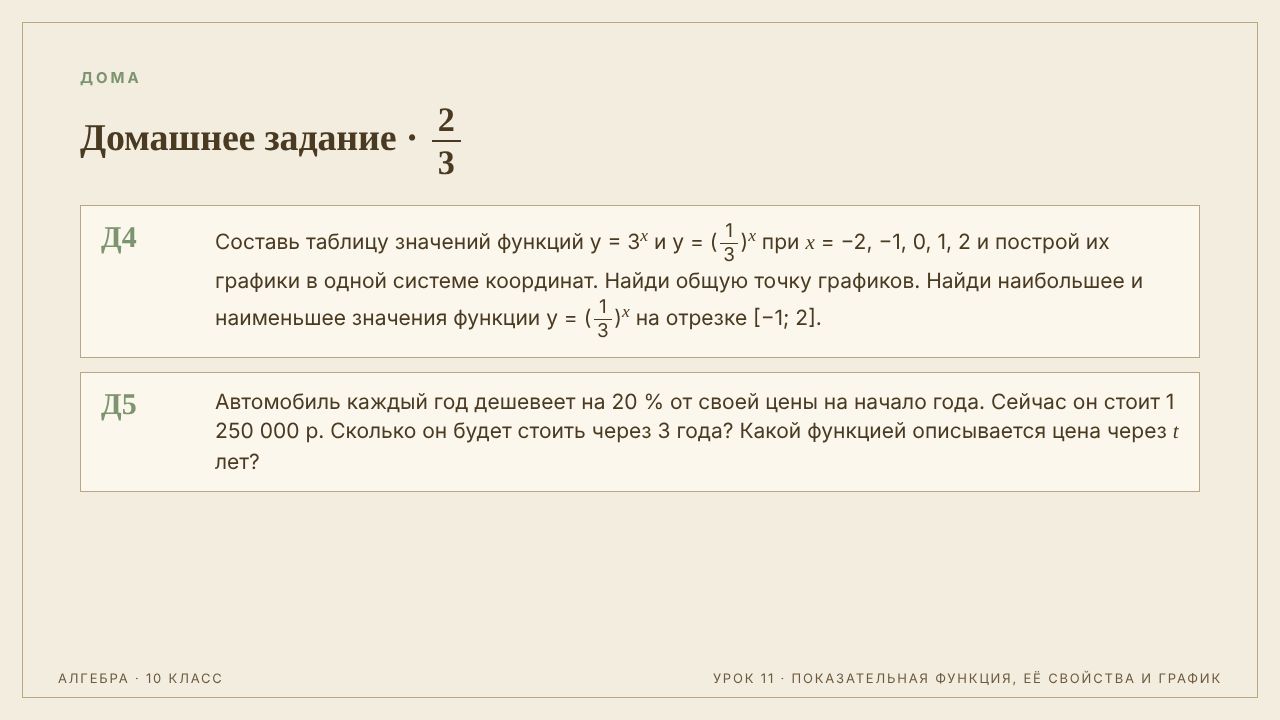 ДОМА
Домашнее задание · 2/3
Д4
Составь таблицу значений функций y = 3ˣ и y = (1/3)ˣ при x = −2, −1, 0, 1, 2 и построй их
графики в одной системе координат. Найди общую точку графиков. Найди наибольшее и
наименьшее значения функции y = (1/3)ˣ на отрезке [−1; 2].
Д5
Автомобиль каждый год дешевеет на 20 % от своей цены на начало года. Сейчас он стоит 1
250 000 р. Сколько он будет стоить через 3 года? Какой функцией описывается цена через t
лет?
АЛГЕБРА · 10 КЛАСС
УРОК 11 · ПОКАЗАТЕЛЬНАЯ ФУНКЦИЯ, ЕЁ СВОЙСТВА И ГРАФИК